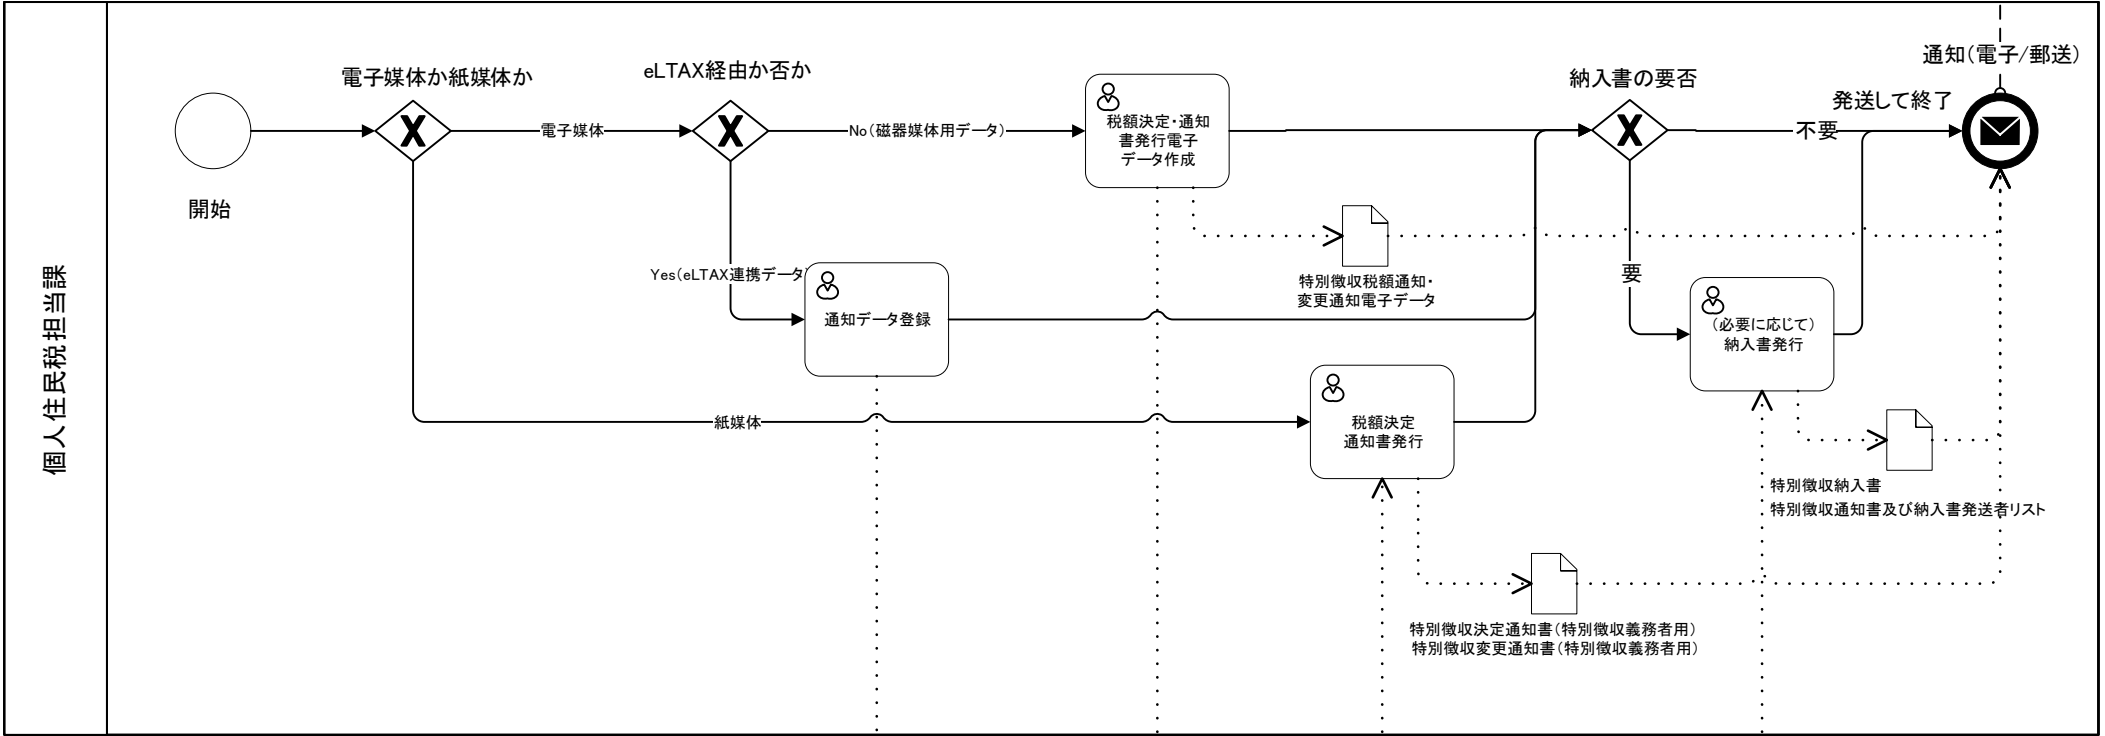 個人住民税担当課
開始
電子媒体か紙媒体か
電子媒体
eLTAX経由か否か
No(磁器媒体用データ)
Yes(eLTAX連携データ)
紙媒体
税額決定・通知
書発行電子
データ作成
通知データ登録
特別徴収税額通知・
変更通知電子データ
税額決定
通知書発行
特別徴収決定通知書(特別徴収義務者用)
特別徴収変更通知書(特別徴収義務者用)
納入書の要否
不要
要
(必要に応じて)
納入書発行
特別徴収納入書
特別徴収通知書及び納入書発送者リスト
発送して終了
通知(電子/郵送)